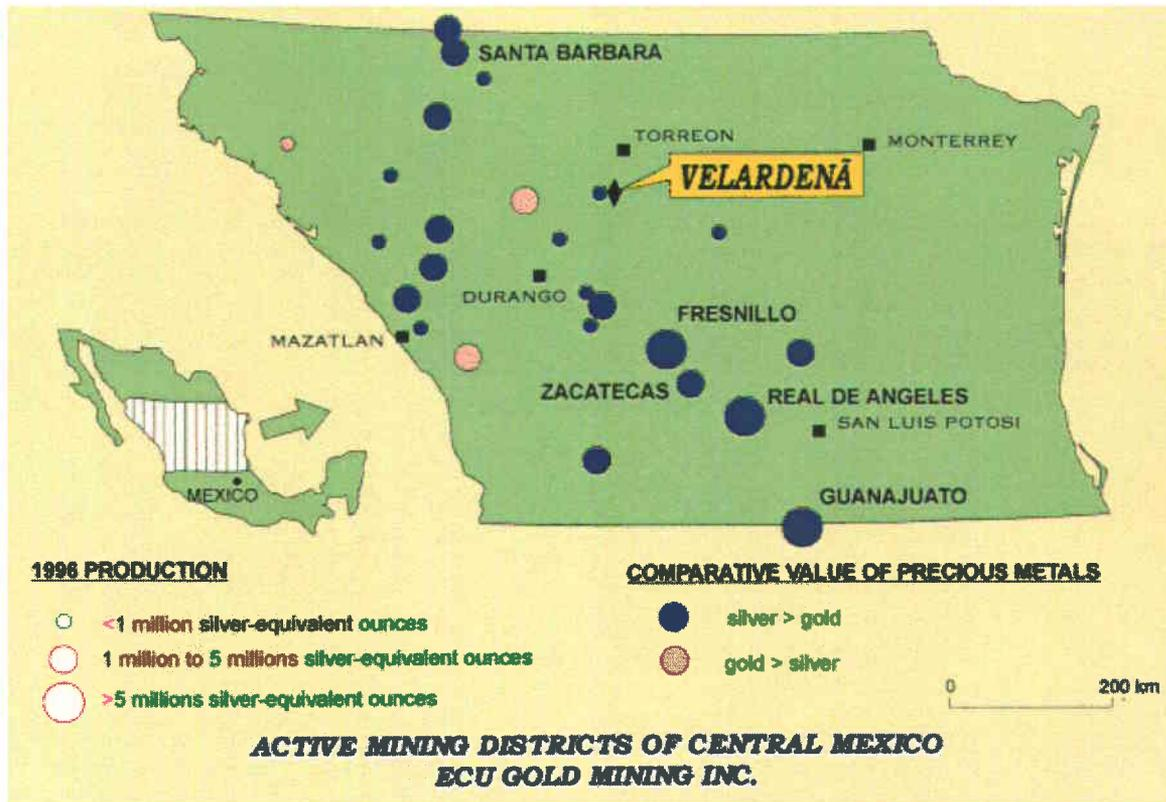 SANTA BARBARA
TORREON
MONTERREY
VELARDENÃ
DURANGO
FRESNILLO
MAZATLAN
ZACATECAS
REAL DE ANGELES
SAN LUIS POTOSI
MEXICO
GUANAJUATO
1996 PRODUCTION
<1 million silver-equivalent ounces
1 million to 5 millions silver-equivalent ounces
>5 millions silver-equivalent ounces
COMPARATIVE VALUE OF PRECIOUS METALS
silver > gold
gold > silver
0 200 km
ACTIVE MINING DISTRICTS OF CENTRAL MEXICO
ECU GOLD MINING INC.